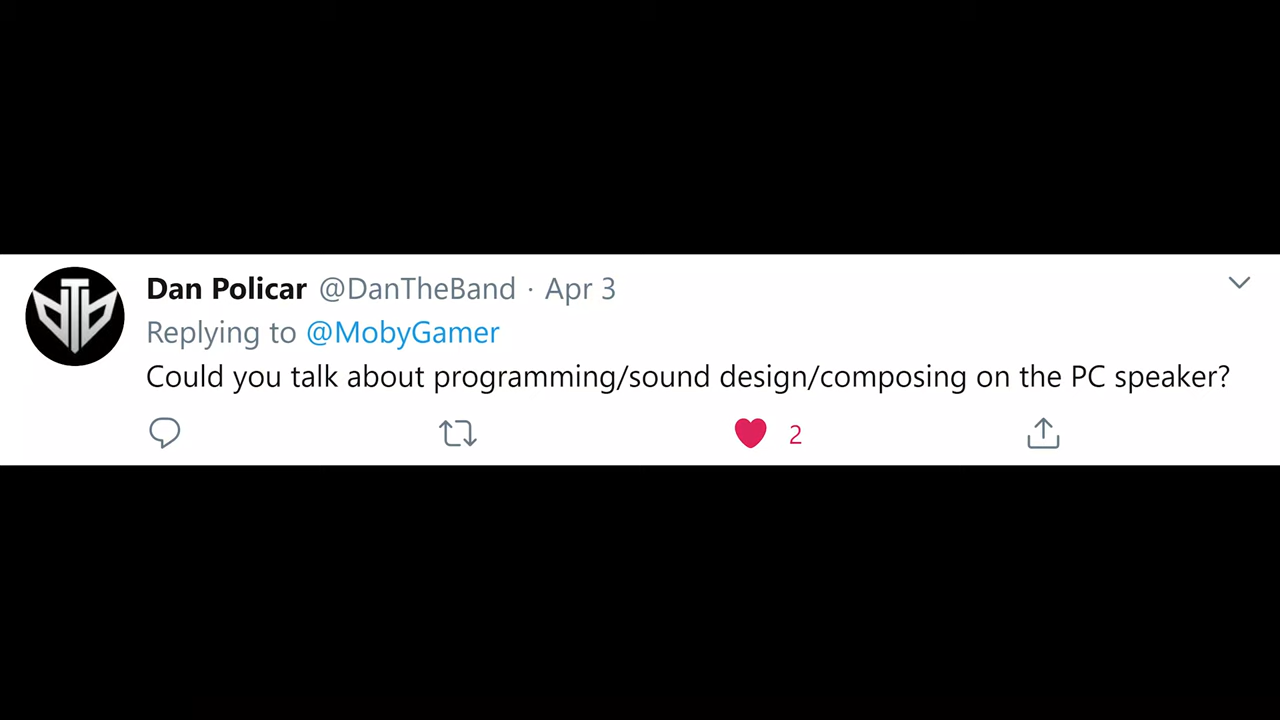 Dan Policar @DanTheBand · Apr 3
Replying to @MobyGamer
Could you talk about programming/sound design/composing on the PC speaker?
2